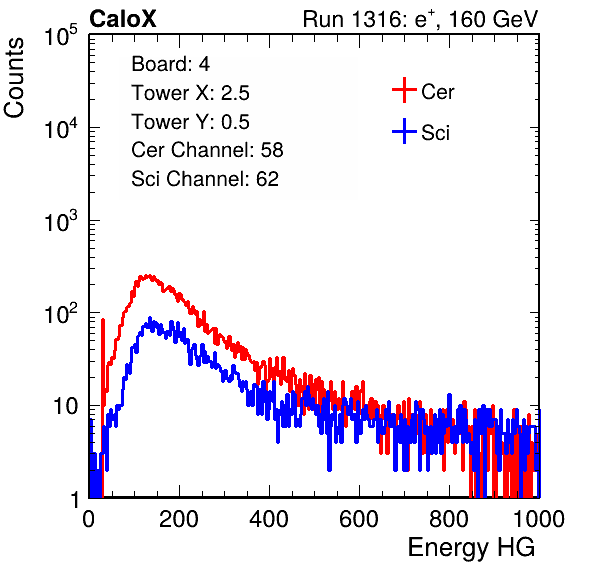 CaloX
Run 1316: e⁺, 160 GeV
Counts
10⁵
10⁴
10³
10²
10
1
Board: 4
Tower X: 2.5
Tower Y: 0.5
Cer Channel: 58
Sci Channel: 62
Cer
Sci
0 200 400 600 800 1000
Energy HG